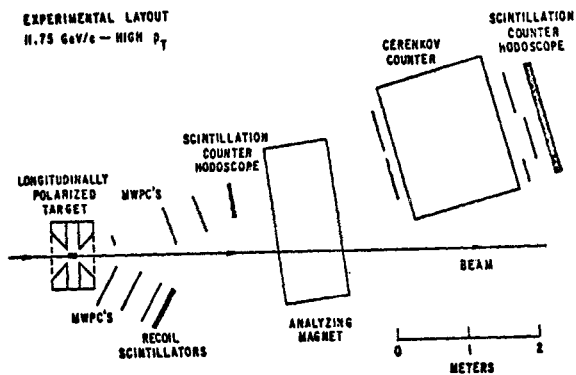 EXPERIMENTAL LAYOUT
11.75 GeV/c — HIGH PT
SCINTILLATION
COUNTER
HODOSCOPE
CERENKOV
COUNTER
SCINTILLATION
COUNTER
HODOSCOPE
LONGITUDINALLY
POLARIZED
TARGET
MWPC'S
BEAM
MWPC'S
RECOIL
SCINTILLATORS
ANALYZING
MAGNET
0 1 2
METERS